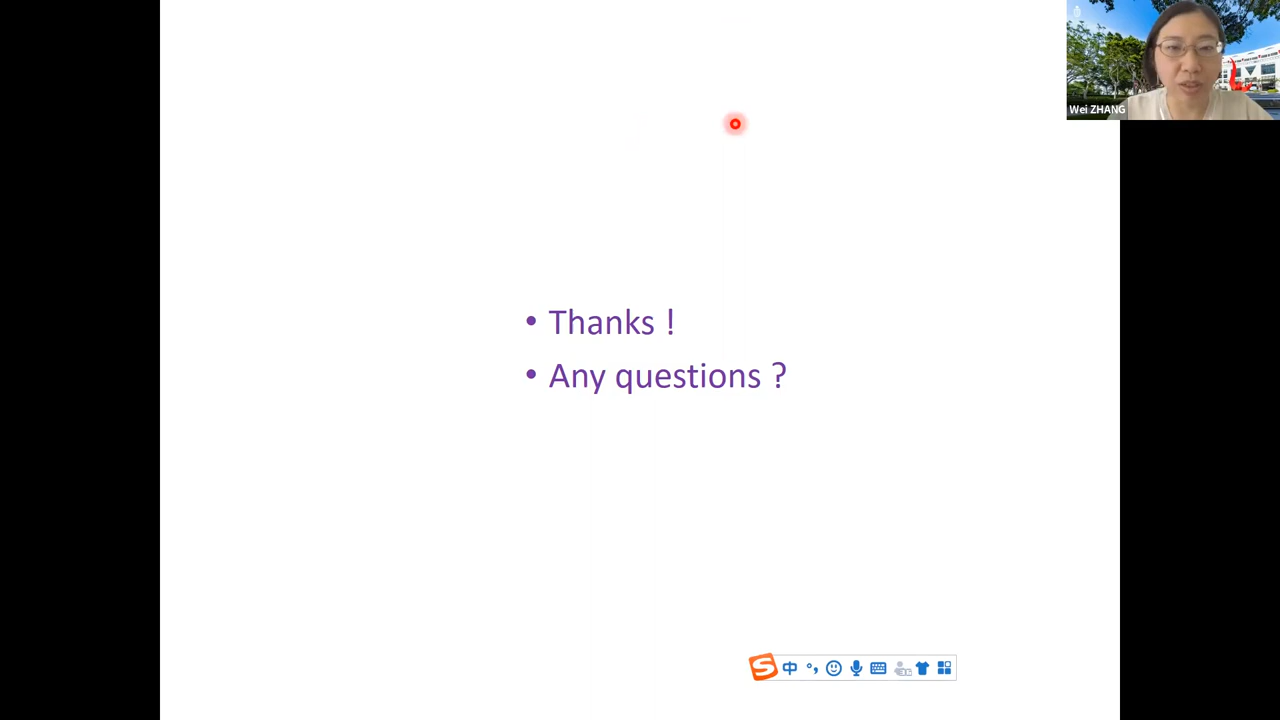 Wei ZHANG
• Thanks !
• Any questions ?
S 中 °,